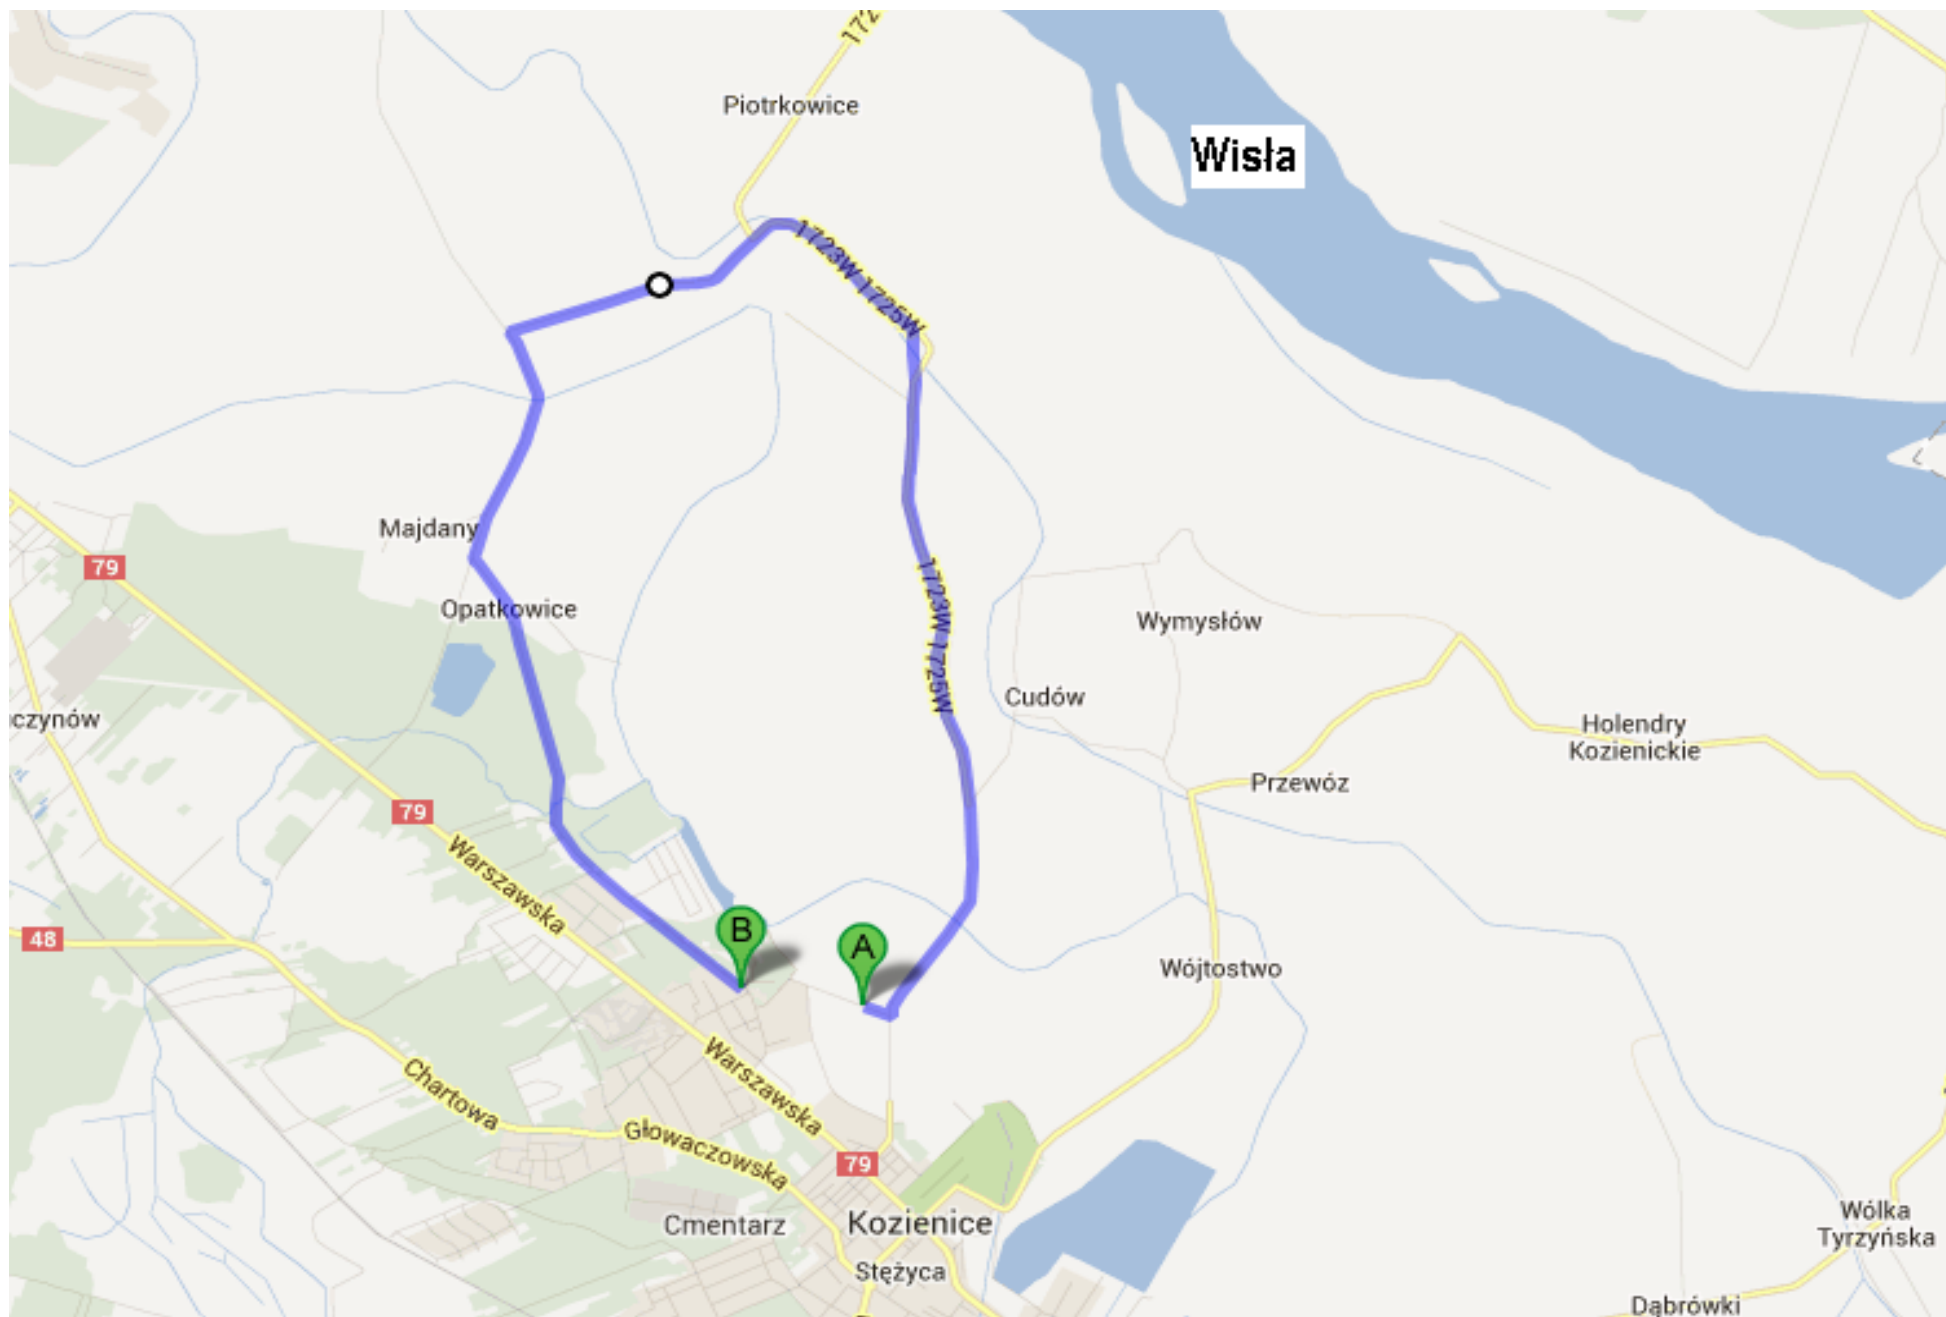 172
Piotrkowice
Wisła
1723W 1725W
Majdany
79
Opatkowice
1723W 1725W
Wymysłów
Cudów
czynów
Holendry
Kozienickie
Przewóz
79
Warszawska
B
A
48
Wójtostwo
Warszawska
Chartowa
Głowaczowska
79
Cmentarz
Kozienice
Wólka
Tyrzyńska
Stężyca
Dąbrówki